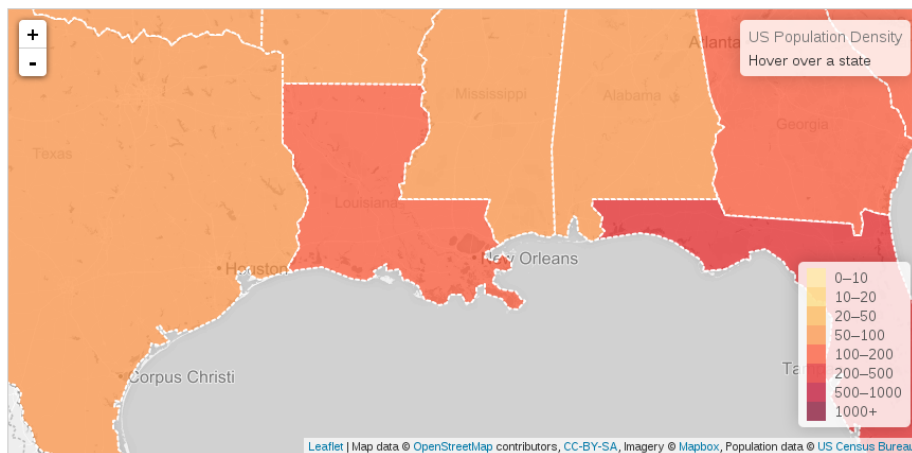 +
-
US Population Density
Hover over a state
Atlanta
Mississippi
Alabama
Georgia
Texas
Louisiana
New Orleans
Houston
Corpus Christi
0–10
10–20
20–50
50–100
100–200
200–500
500–1000
1000+
Leaflet | Map data © OpenStreetMap contributors, CC-BY-SA, Imagery © Mapbox, Population data © US Census Bureau